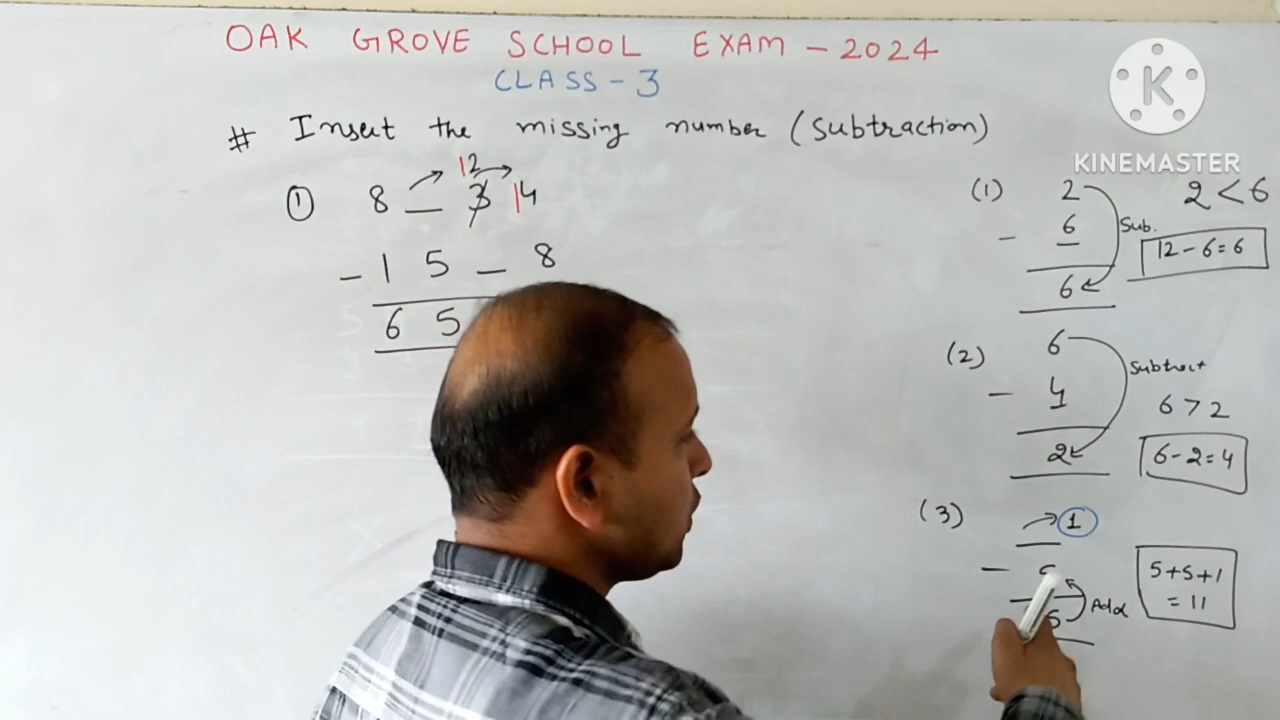 OAK GROVE SCHOOL EXAM - 2024
CLASS - 3
# Insert the missing number (Subtraction)
12
① 8 _ 3 14
- 1 5 _ 8
6 5
(1) 2 2 < 6
- 6 Sub. 12 - 6 = 6
6
(2) 6 Subtract
- 4 6 > 2
2 6 - 2 = 4
(3) 1
- 5 + 5 + 1
= 11
5 Add
K
KINEMASTER